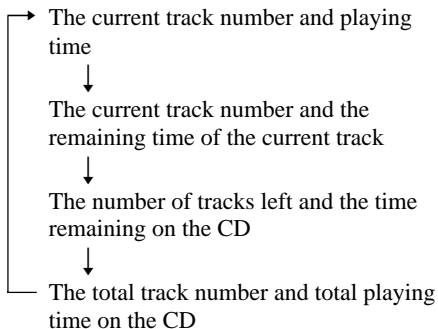 The current track number and playing
time
The current track number and the
remaining time of the current track
The number of tracks left and the time
remaining on the CD
The total track number and total playing
time on the CD